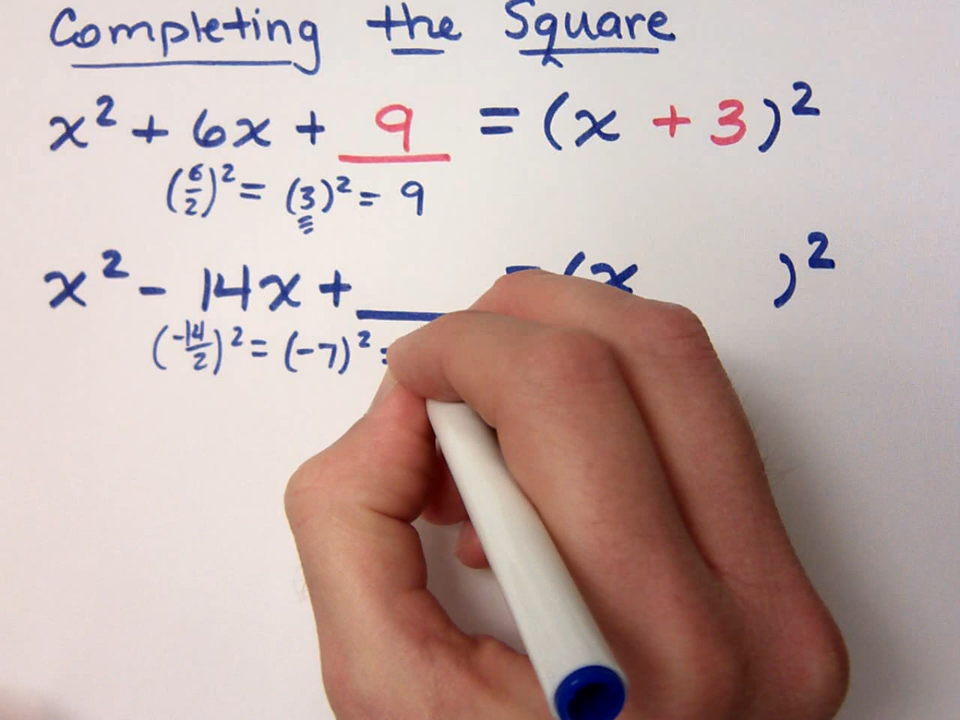 Completing the Square
x² + 6x + 9 = (x + 3)²
(6/2)² = (3)² = 9
x² - 14x + ___ = (x )²
(-14/2)² = (-7)² =